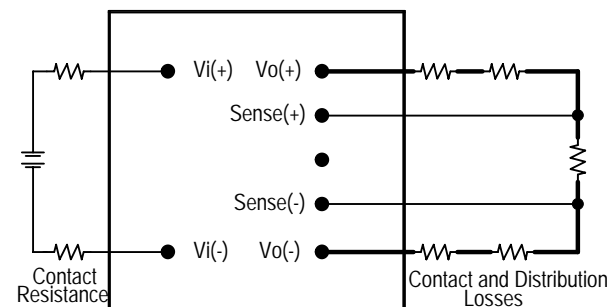 Vi(+) Vo(+)
Sense(+)
Sense(-)
Vi(-) Vo(-)
Contact
Resistance
Contact and Distribution
Losses